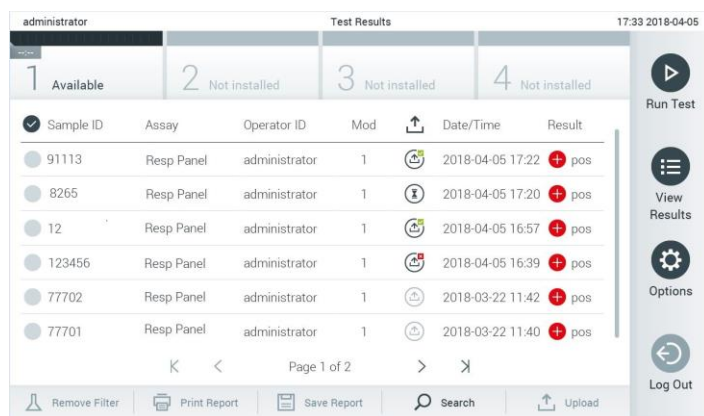 administrator Test Results 17:33 2018-04-05
--:--
1 Available 2 Not installed 3 Not installed 4 Not installed
Run Test
Sample ID Assay Operator ID Mod Date/Time Result
91113 Resp Panel administrator 1 2018-04-05 17:22 pos
8265 Resp Panel administrator 1 2018-04-05 17:20 pos
View
Results
12 Resp Panel administrator 1 2018-04-05 16:57 pos
123456 Resp Panel administrator 1 2018-04-05 16:39 pos
Options
77702 Resp Panel administrator 1 2018-03-22 11:42 pos
77701 Resp Panel administrator 1 2018-03-22 11:40 pos
Page 1 of 2
Log Out
Remove Filter Print Report Save Report Search Upload